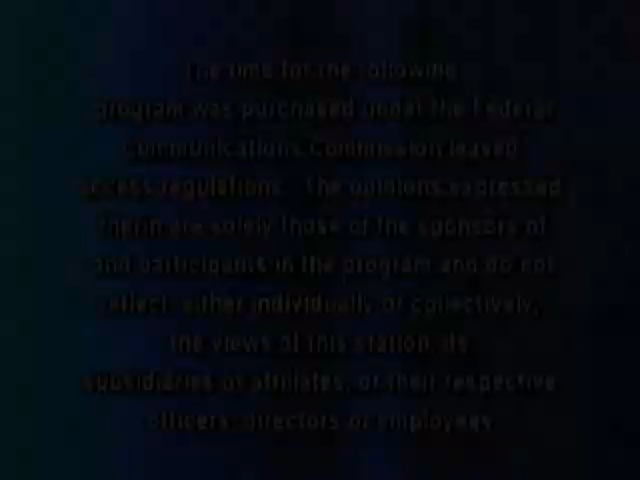 The time for the following
program was purchased under the Federal
Communications Commission leased
access regulations. The opinions expressed
therin are solely those of the sponsors of
and participants in the program and do not
reflect, either individually or collectively,
the views of this station, its
subsidiaries or affiliates, or their respective
officers, directors or employees